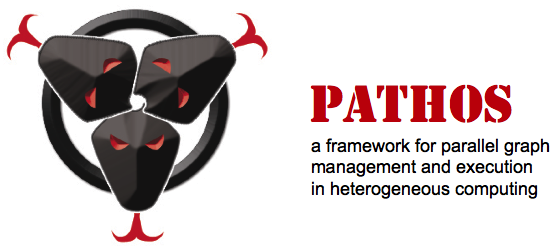 PATHOS
a framework for parallel graph
management and execution
in heterogeneous computing